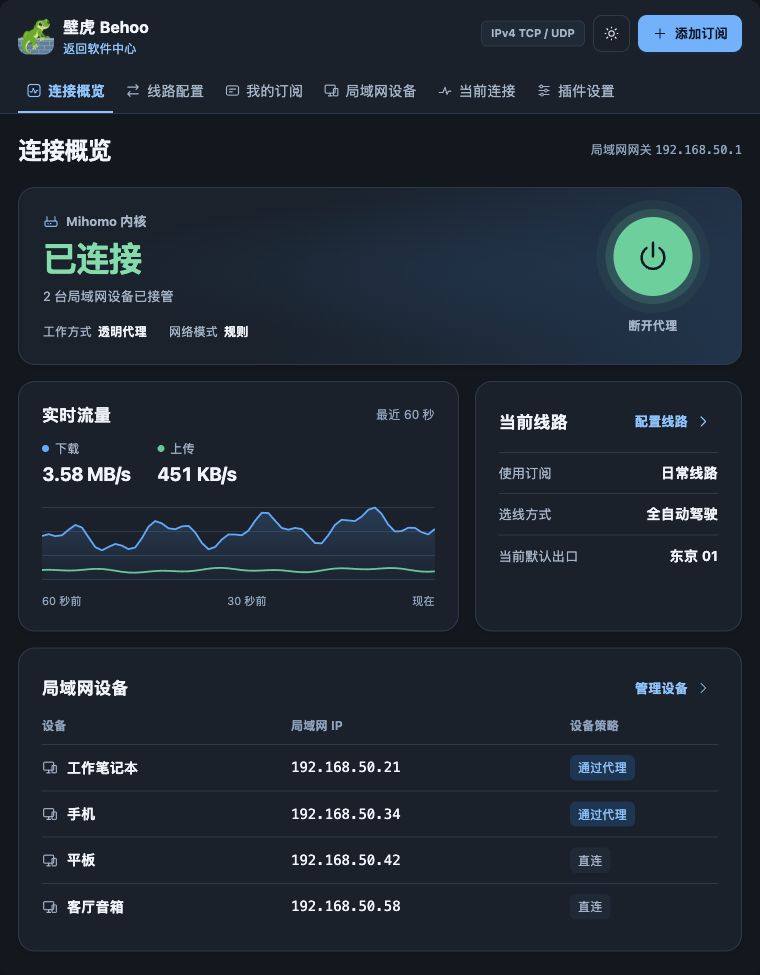 壁虎 Behoo
返回软件中心
IPv4 TCP / UDP
添加订阅
连接概览
线路配置
我的订阅
局域网设备
当前连接
插件设置
连接概览
局域网网关 192.168.50.1
Mihomo 内核
已连接
2 台局域网设备已接管
工作方式 透明代理 网络模式 规则
断开代理
实时流量
最近 60 秒
下载
上传
3.58 MB/s
451 KB/s
60 秒前
30 秒前
现在
当前线路
配置线路
使用订阅 日常线路
选线方式 全自动驾驶
当前默认出口 东京 01
局域网设备
管理设备
设备 局域网 IP 设备策略
工作笔记本 192.168.50.21 通过代理
手机 192.168.50.34 通过代理
平板 192.168.50.42 直连
客厅音箱 192.168.50.58 直连